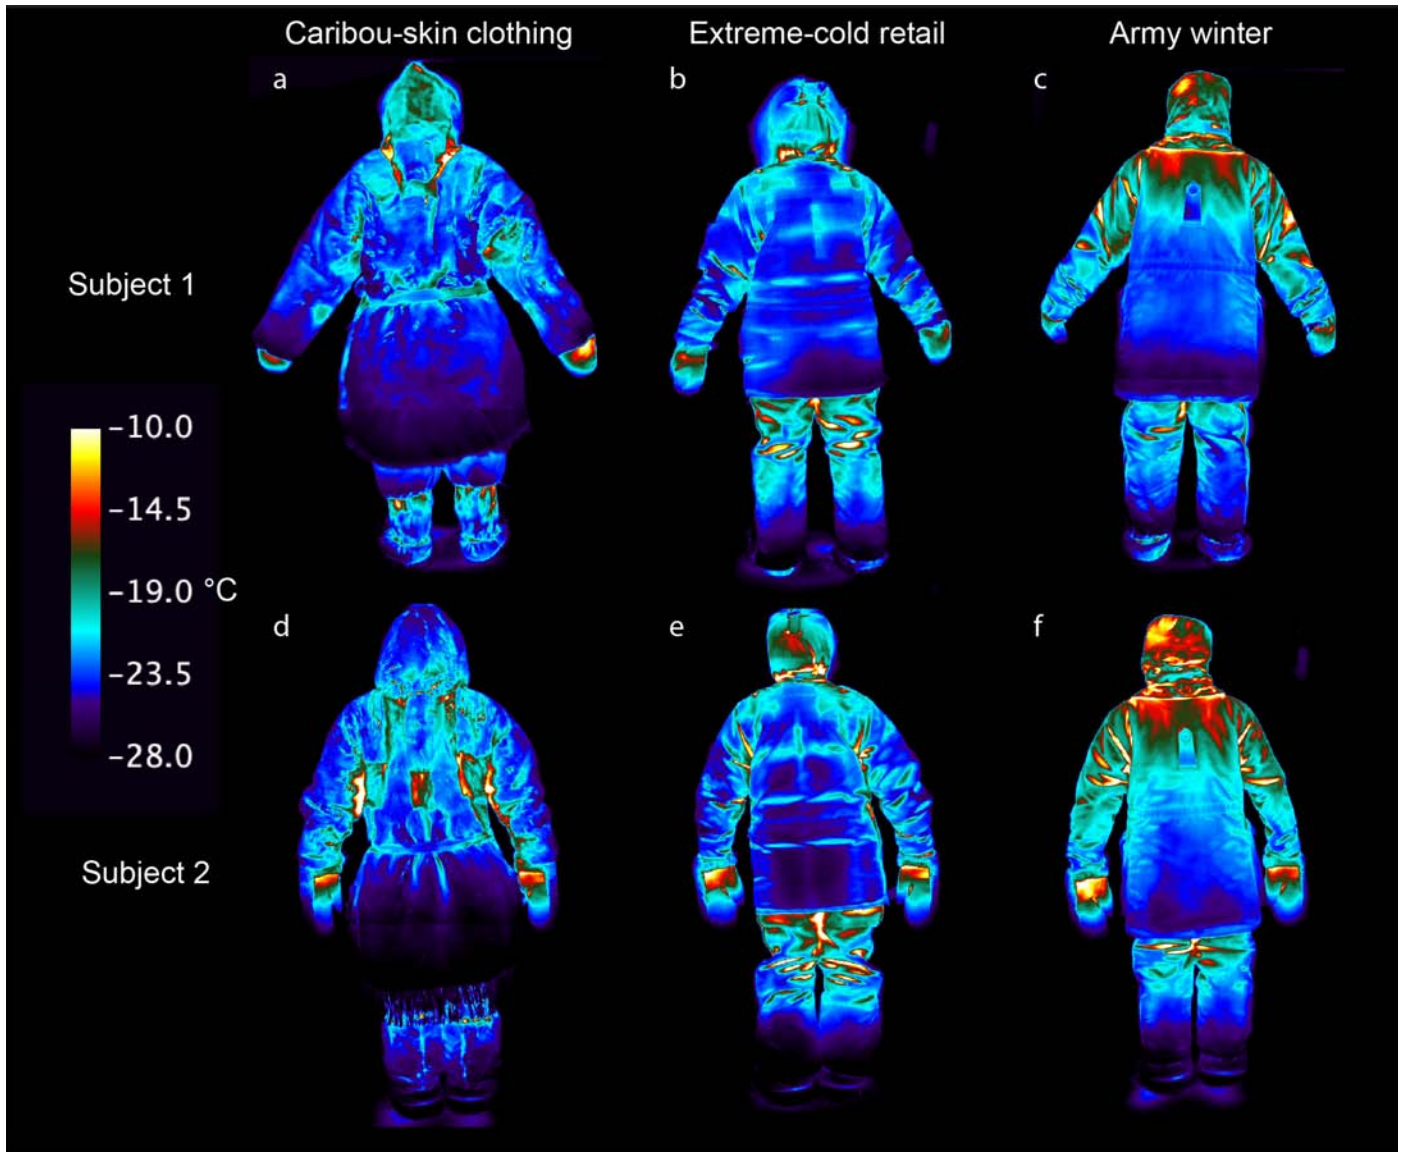 Caribou-skin clothing
Extreme-cold retail
Army winter
a
b
c
Subject 1
–10.0
–14.5
–19.0 °C
–23.5
–28.0
d
e
f
Subject 2